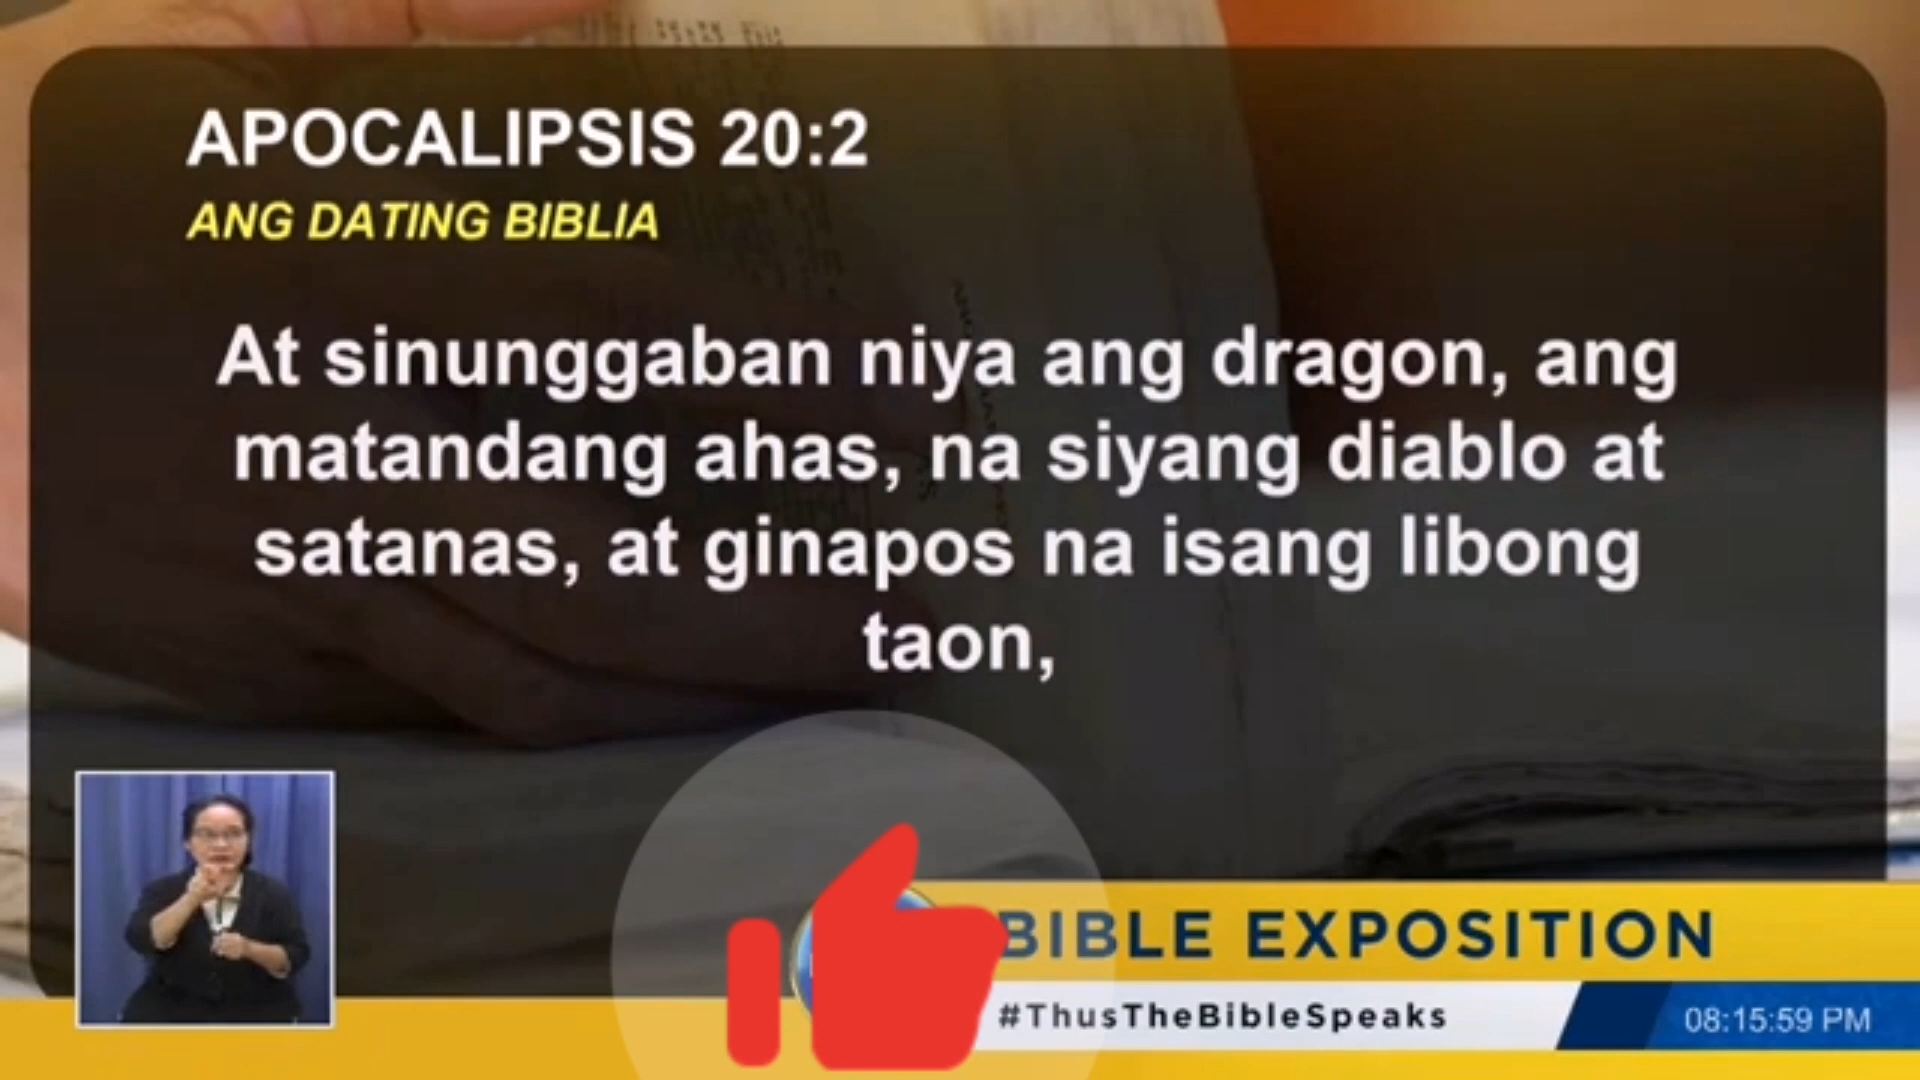 APOCALIPSIS 20:2
ANG DATING BIBLIA
At sinunggaban niya ang dragon, ang
matandang ahas, na siyang diablo at
satanas, at ginapos na isang libong
taon,
BIBLE EXPOSITION
#ThusTheBibleSpeaks
08:15:59 PM